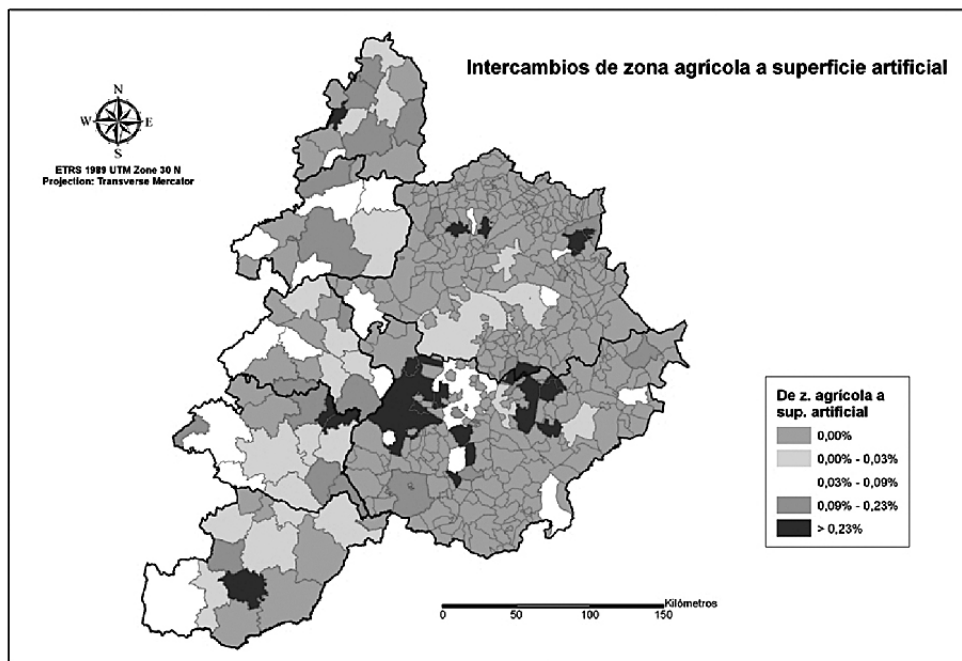 Intercambios de zona agrícola a superficie artificial
N
W E
S
ETRS 1989 UTM Zone 30 N
Projection: Transverse Mercator
De z. agrícola a
sup. artificial
0,00%
0,00% - 0,03%
0,03% - 0,09%
0,09% - 0,23%
> 0,23%
Kilómetros
0 50 100 150